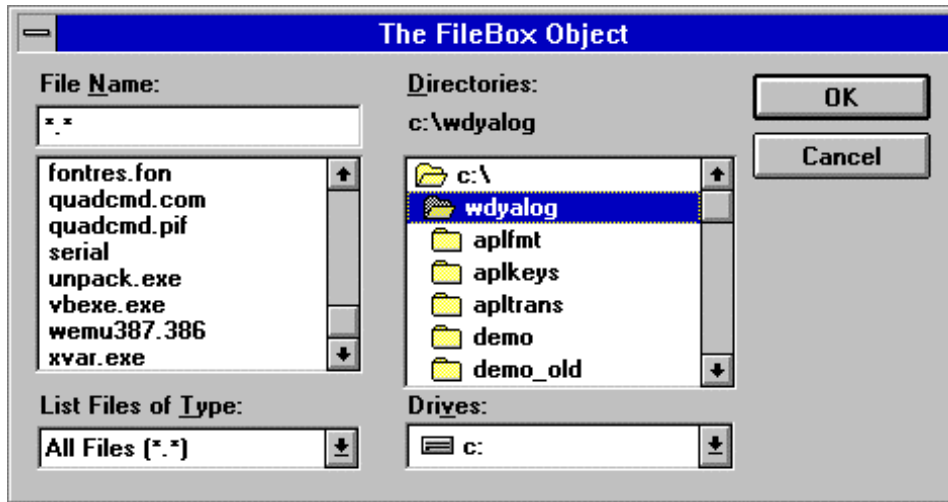 The FileBox Object
File Name:
*.*
fontres.fon
quadcmd.com
quadcmd.pif
serial
unpack.exe
vbexe.exe
wemu387.386
xvar.exe
List Files of Type:
All Files (*.*)
Directories:
c:\wdyalog
c:\
wdyalog
aplfmt
aplkeys
apltrans
demo
demo_old
Drives:
c:
OK
Cancel